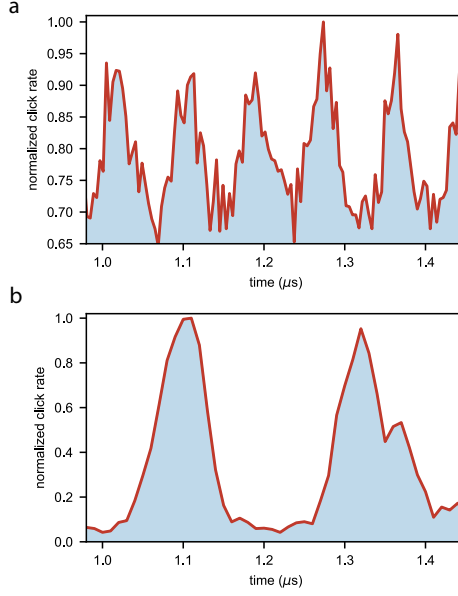 a
1.00
0.95
0.90
0.85
0.80
0.75
0.70
0.65
normalized click rate
1.0 1.1 1.2 1.3 1.4
time (μs)
b
1.0
0.8
0.6
0.4
0.2
0.0
normalized click rate
1.0 1.1 1.2 1.3 1.4
time (μs)